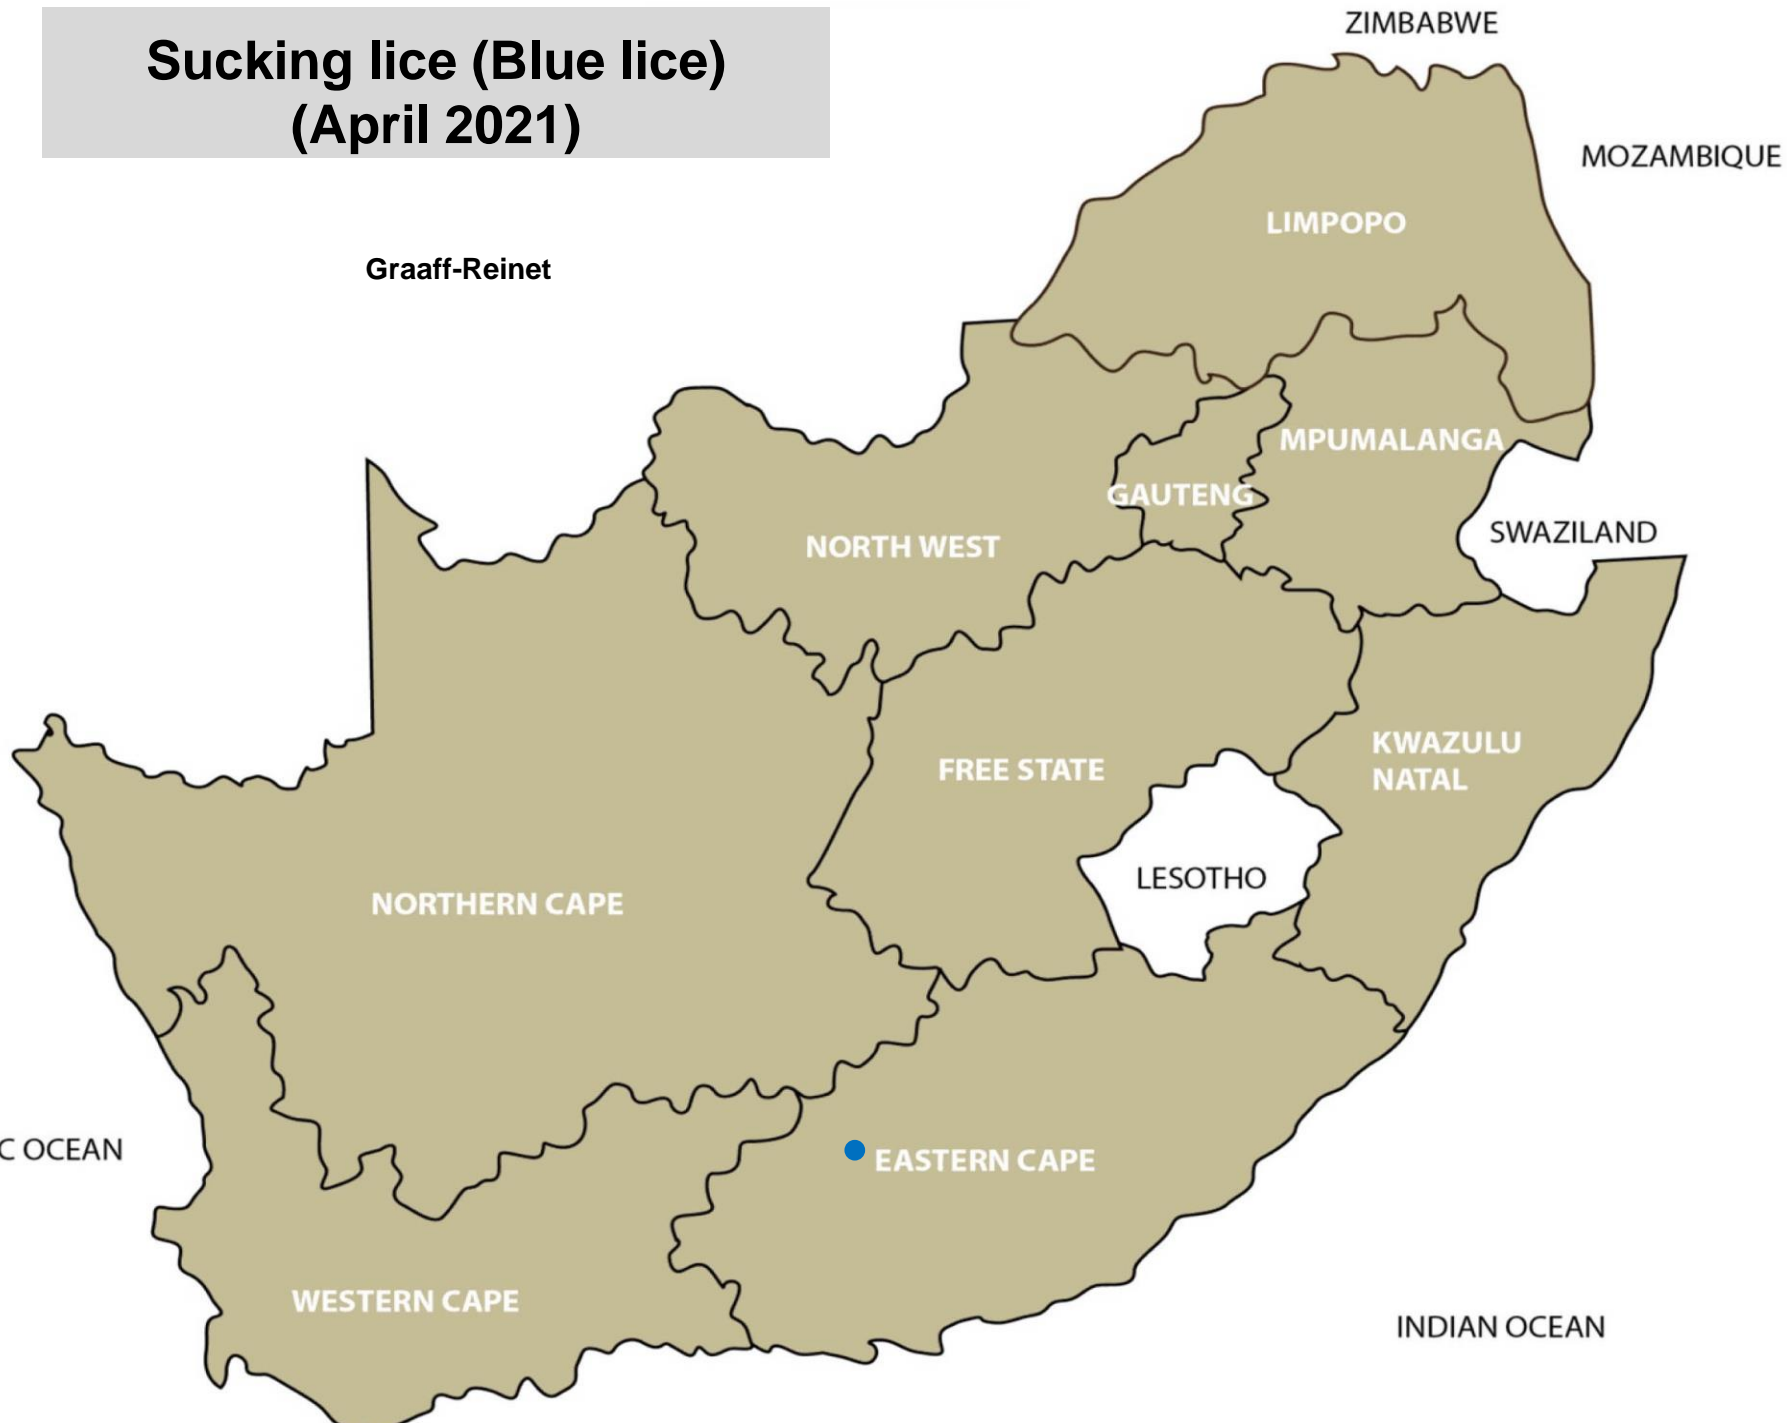 Sucking lice (Blue lice)
(April 2021)
ZIMBABWE
MOZAMBIQUE
LIMPOPO
Graaff-Reinet
MPUMALANGA
GAUTENG
SWAZILAND
NORTH WEST
KWAZULU
NATAL
FREE STATE
LESOTHO
NORTHERN CAPE
C OCEAN
EASTERN CAPE
WESTERN CAPE
INDIAN OCEAN